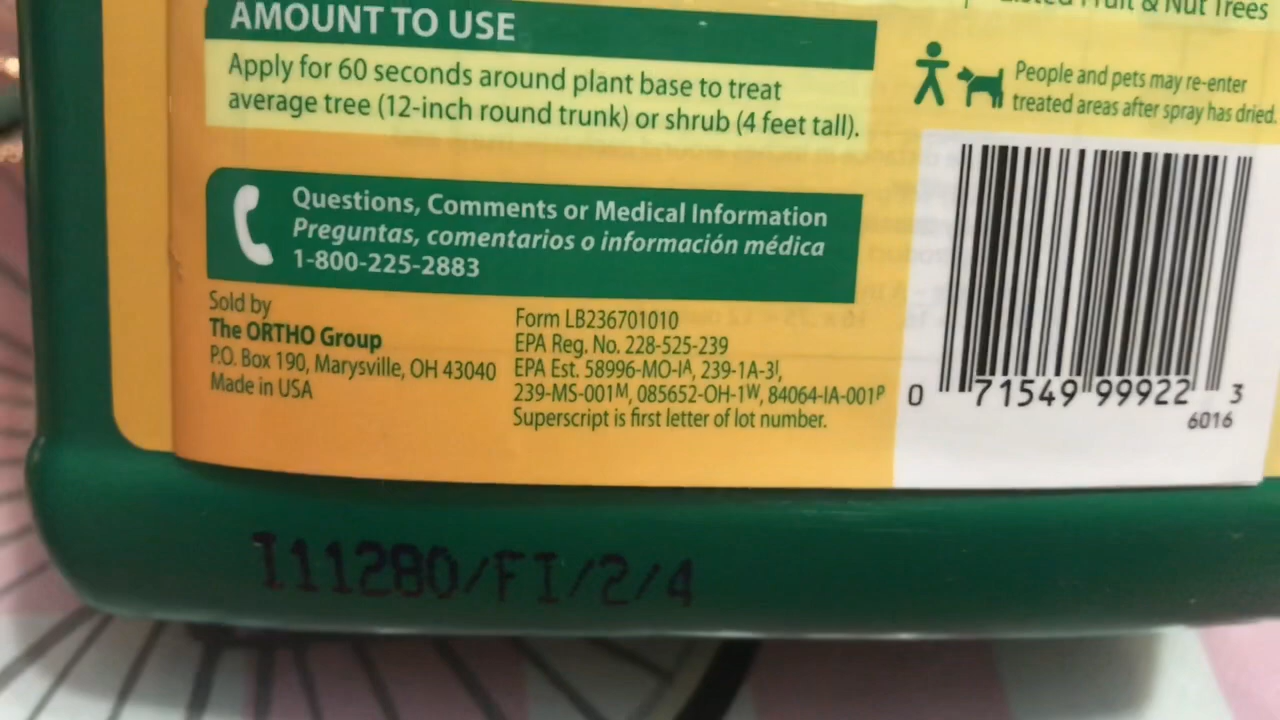 Fruit & Nut Trees
AMOUNT TO USE
Apply for 60 seconds around plant base to treat
average tree (12-inch round trunk) or shrub (4 feet tall).
People and pets may re-enter
treated areas after spray has dried.
Questions, Comments or Medical Information
Preguntas, comentarios o información médica
1-800-225-2883
Sold by
The ORTHO Group
P.O. Box 190, Marysville, OH 43040
Made in USA
Form LB236701010
EPA Reg. No. 228-525-239
EPA Est. 58996-MO-IA, 239-1A-3I,
239-MS-001M, 085652-OH-1W, 84064-IA-001P
Superscript is first letter of lot number.
0 71549 99922 3
6016
I11280/FI/2/4